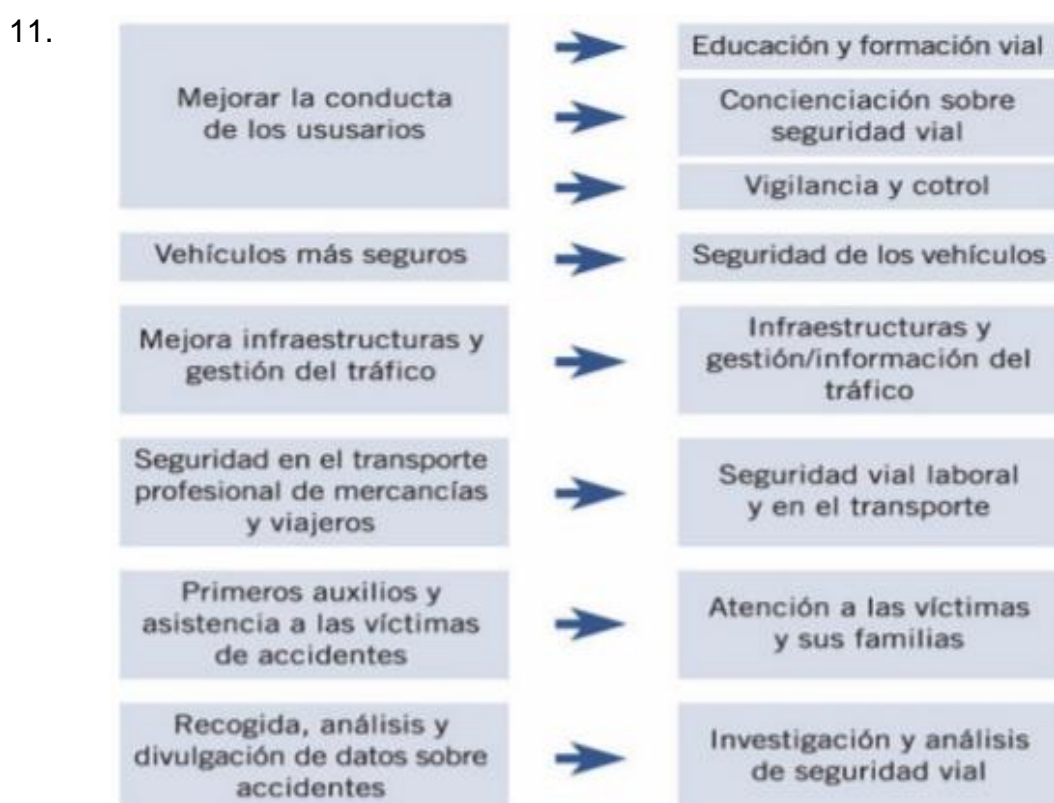 11.
Mejorar la conducta
de los ususarios
Educación y formación vial
Concienciación sobre
seguridad vial
Vigilancia y cotrol
Vehículos más seguros
Seguridad de los vehículos
Mejora infraestructuras y
gestión del tráfico
Infraestructuras y
gestión/información del
tráfico
Seguridad en el transporte
profesional de mercancías
y viajeros
Seguridad vial laboral
y en el transporte
Primeros auxilios y
asistencia a las víctimas
de accidentes
Atención a las víctimas
y sus familias
Recogida, análisis y
divulgación de datos sobre
accidentes
Investigación y análisis
de seguridad vial